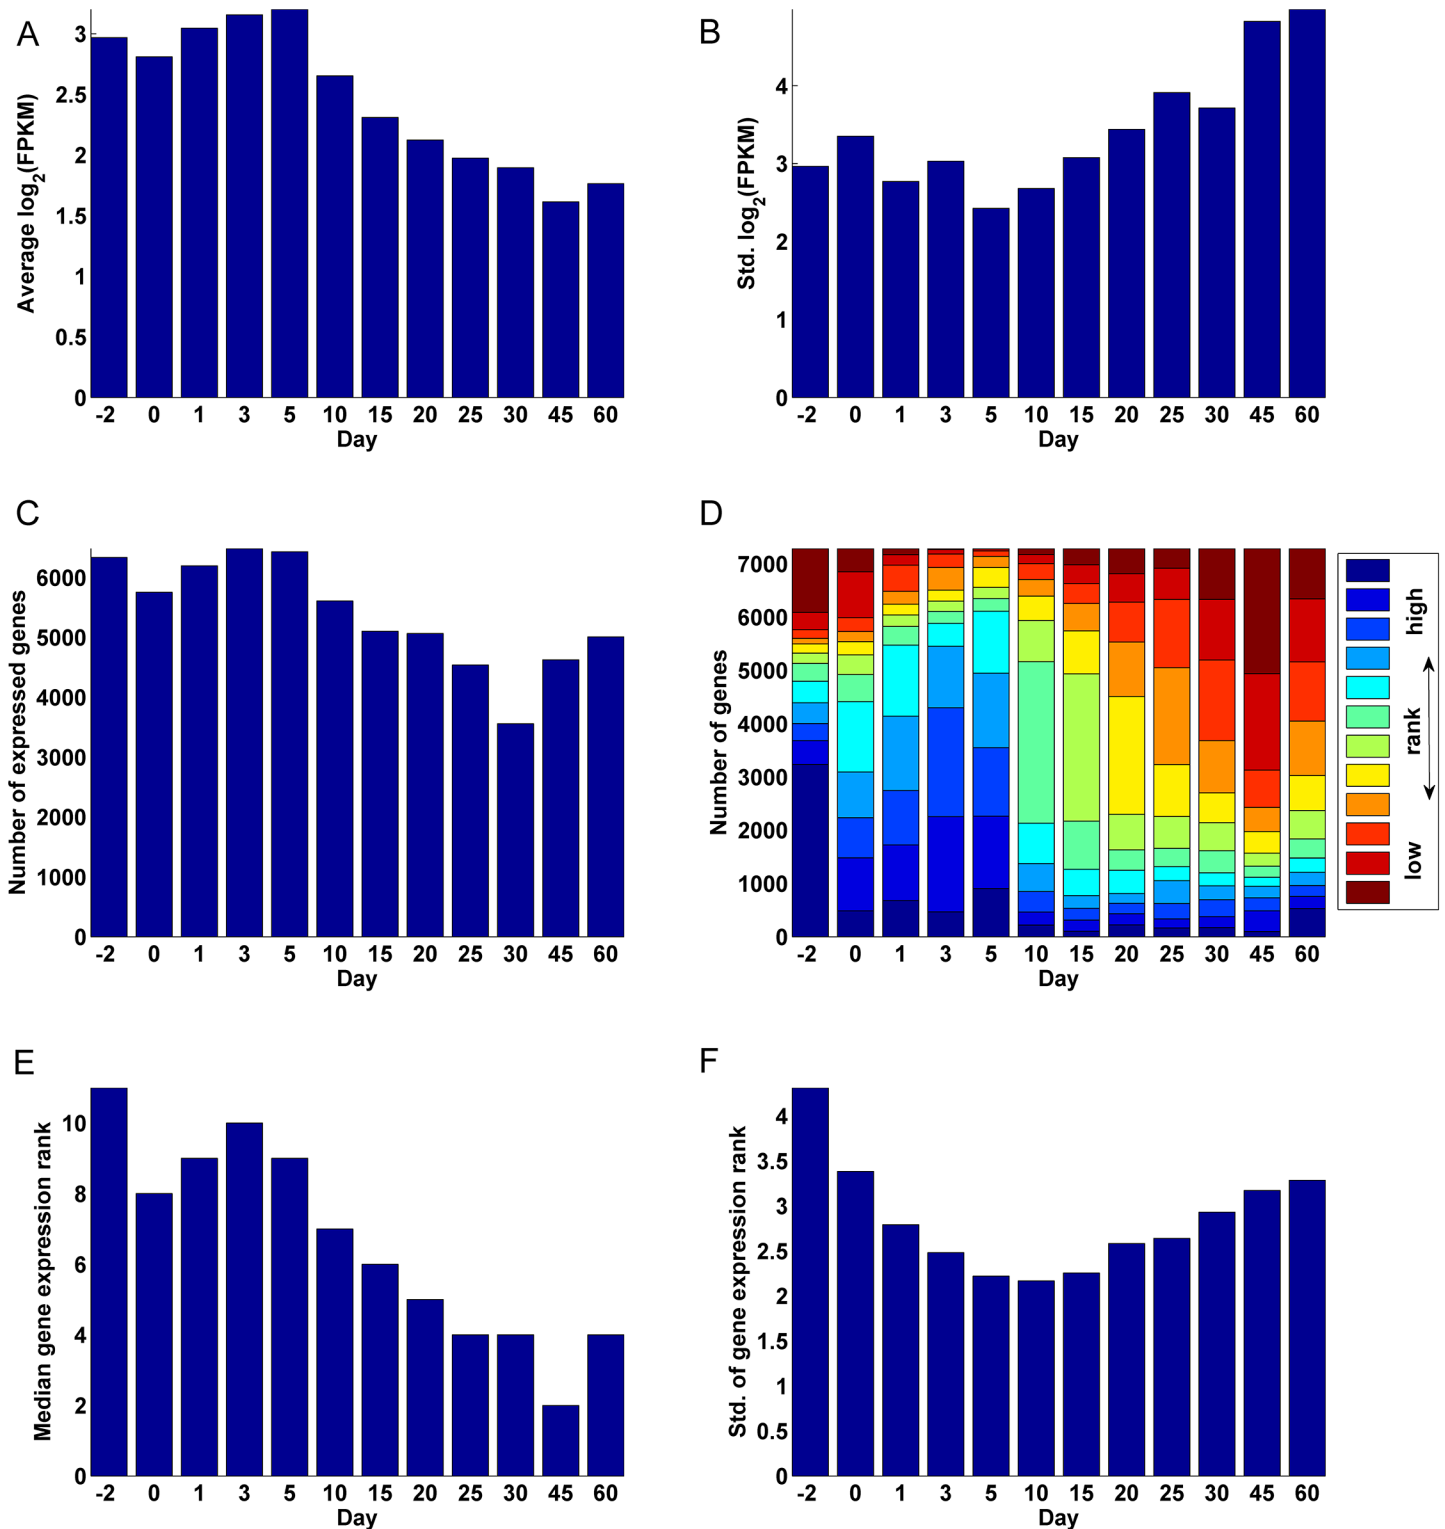 A
Average log2(FPKM)
3
2.5
2
1.5
1
0.5
0
-2 0 1 3 5 10 15 20 25 30 45 60
Day
B
Std. log2(FPKM)
4
3
2
1
0
-2 0 1 3 5 10 15 20 25 30 45 60
Day
C
Number of expressed genes
6000
5000
4000
3000
2000
1000
0
-2 0 1 3 5 10 15 20 25 30 45 60
Day
D
Number of genes
7000
6000
5000
4000
3000
2000
1000
0
-2 0 1 3 5 10 15 20 25 30 45 60
Day
high
rank
low
E
Median gene expression rank
10
8
6
4
2
0
-2 0 1 3 5 10 15 20 25 30 45 60
Day
F
Std. of gene expression rank
4
3.5
3
2.5
2
1.5
1
0.5
0
-2 0 1 3 5 10 15 20 25 30 45 60
Day